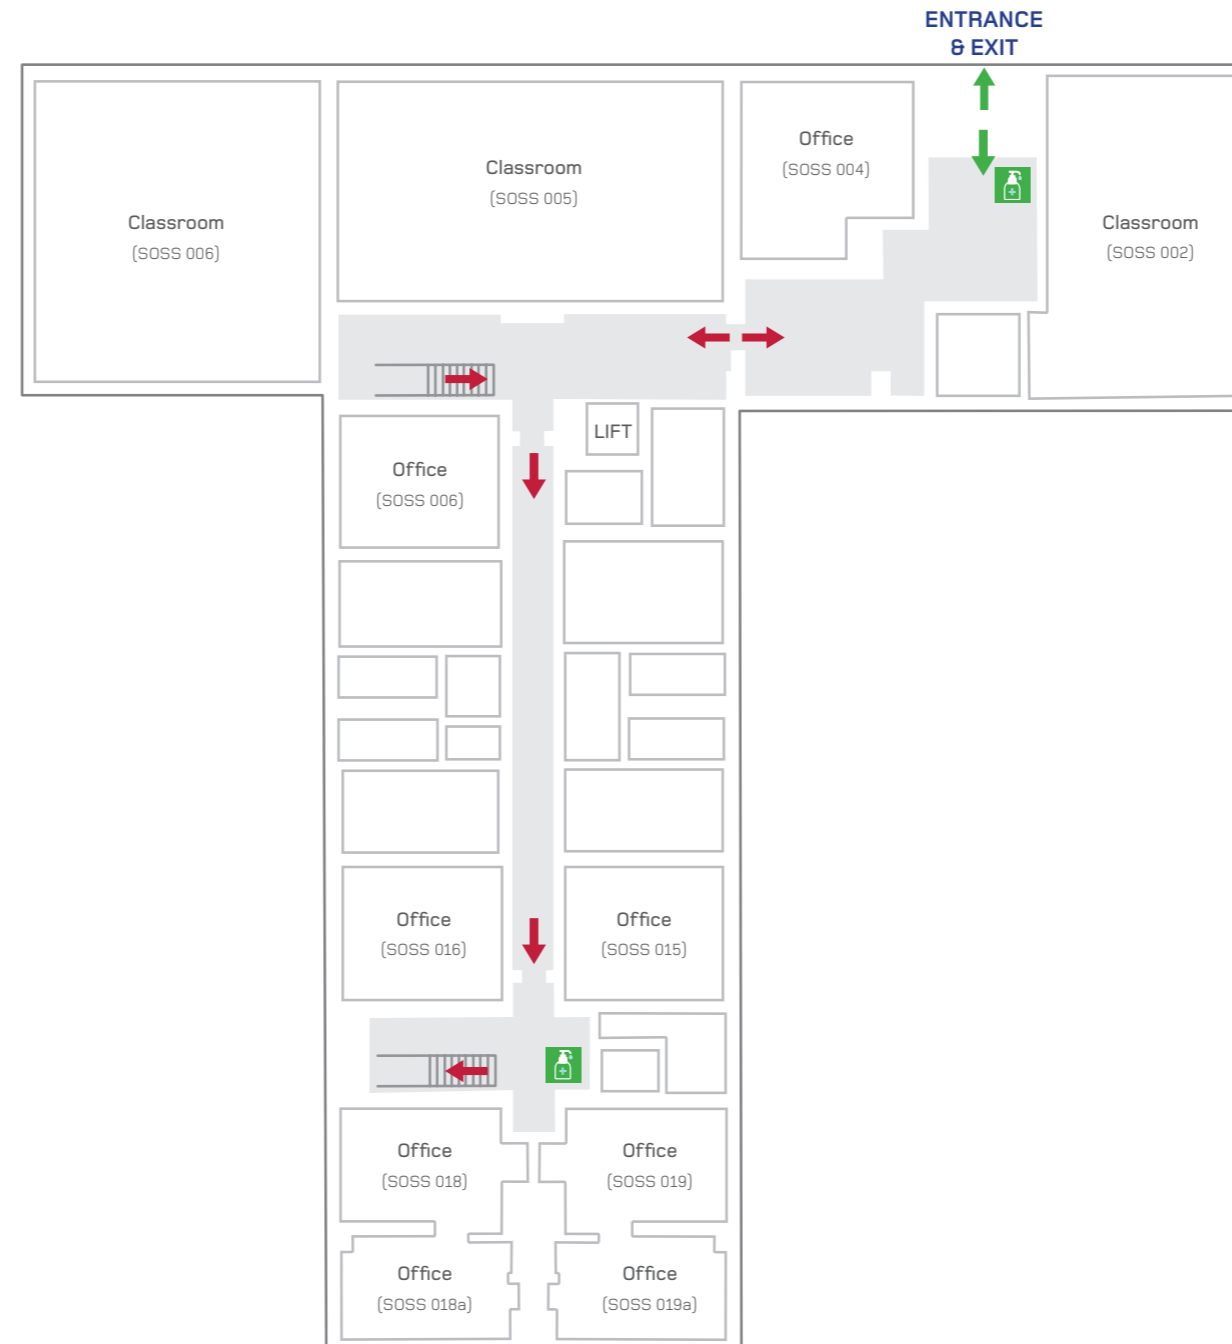 ENTRANCE
& EXIT
Office
(SOSS 004)
Classroom
(SOSS 005)
Classroom
(SOSS 006)
Classroom
(SOSS 002)
LIFT
Office
(SOSS 006)
Office
(SOSS 016)
Office
(SOSS 015)
Office
(SOSS 018)
Office
(SOSS 019)
Office
(SOSS 018a)
Office
(SOSS 019a)